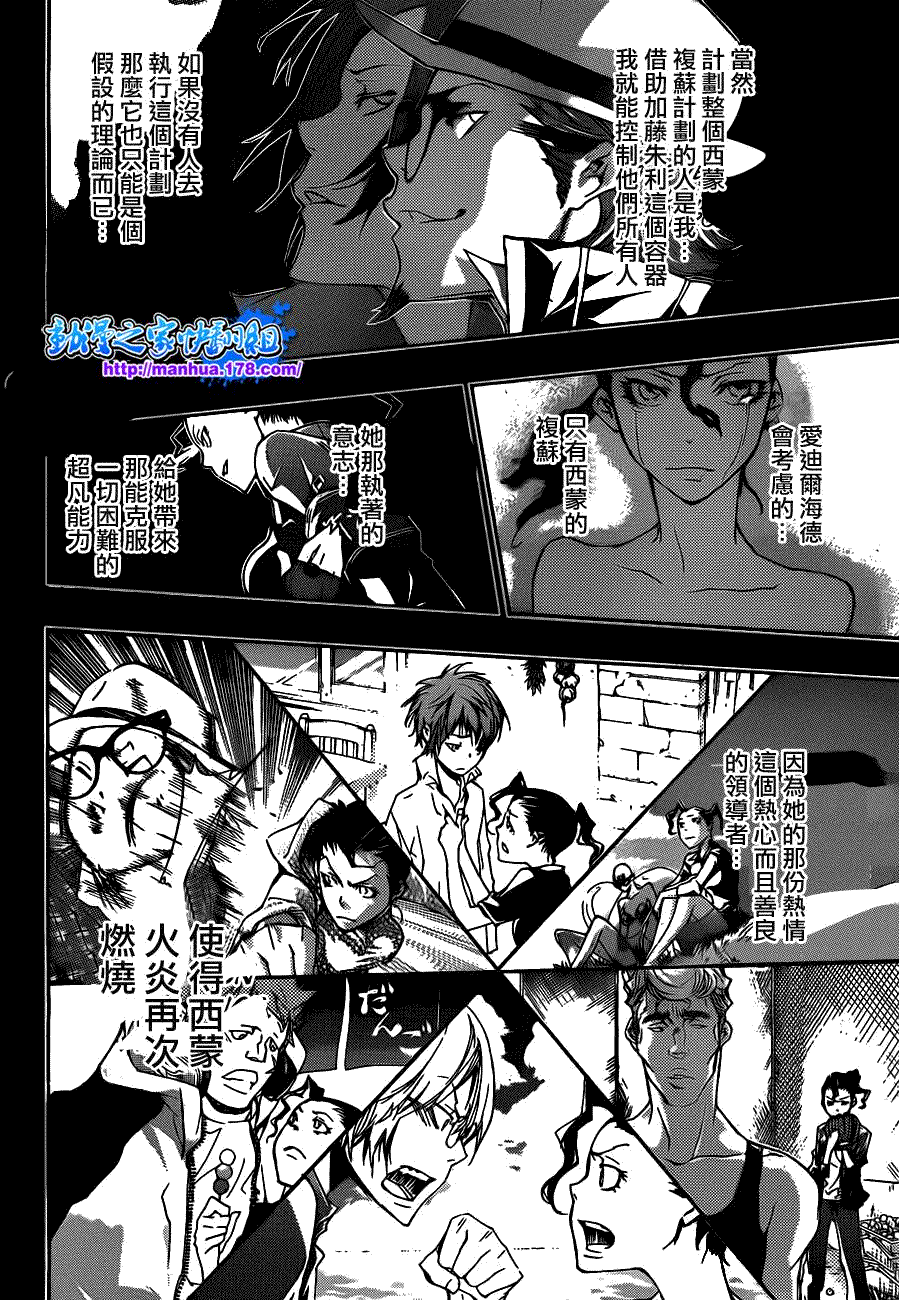 當然
計劃整個西蒙
複蘇計劃的人是我…
借助加藤朱利這個容器
我就能控制他們所有人
如果沒有人去
執行這個計劃
那麼它也只能是個
假設的理論而已…
動漫之家快翻組
http://manhua.178.com/
愛迪爾海德
會考慮的…
只有西蒙的
複蘇
她那執著的
意志…
給她帶來
那能克服
一切困難的
超凡能力
因為她的那份熱情
這個熱心而且善良
的領導者…
使得西蒙
火炎再次
燃燒
だんっ